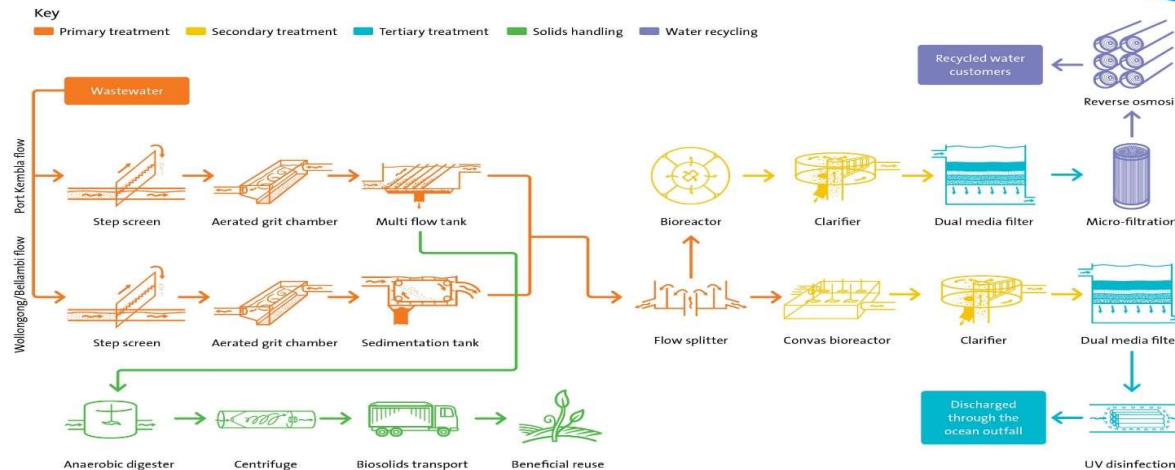 Key
Primary treatment
Secondary treatment
Tertiary treatment
Solids handling
Water recycling
Wastewater
Recycled water
customers
Reverse osmosi
Port Kembla flow
Step screen
Aerated grit chamber
Multi flow tank
Bioreactor
Clarifier
Dual media filter
Micro-filtration
Wollongong/Bellambi flow
Step screen
Aerated grit chamber
Sedimentation tank
Flow splitter
Convas bioreactor
Clarifier
Dual media filte
Discharged
through the
ocean outfall
Anaerobic digester
Centrifuge
Biosolids transport
Beneficial reuse
UV disinfection